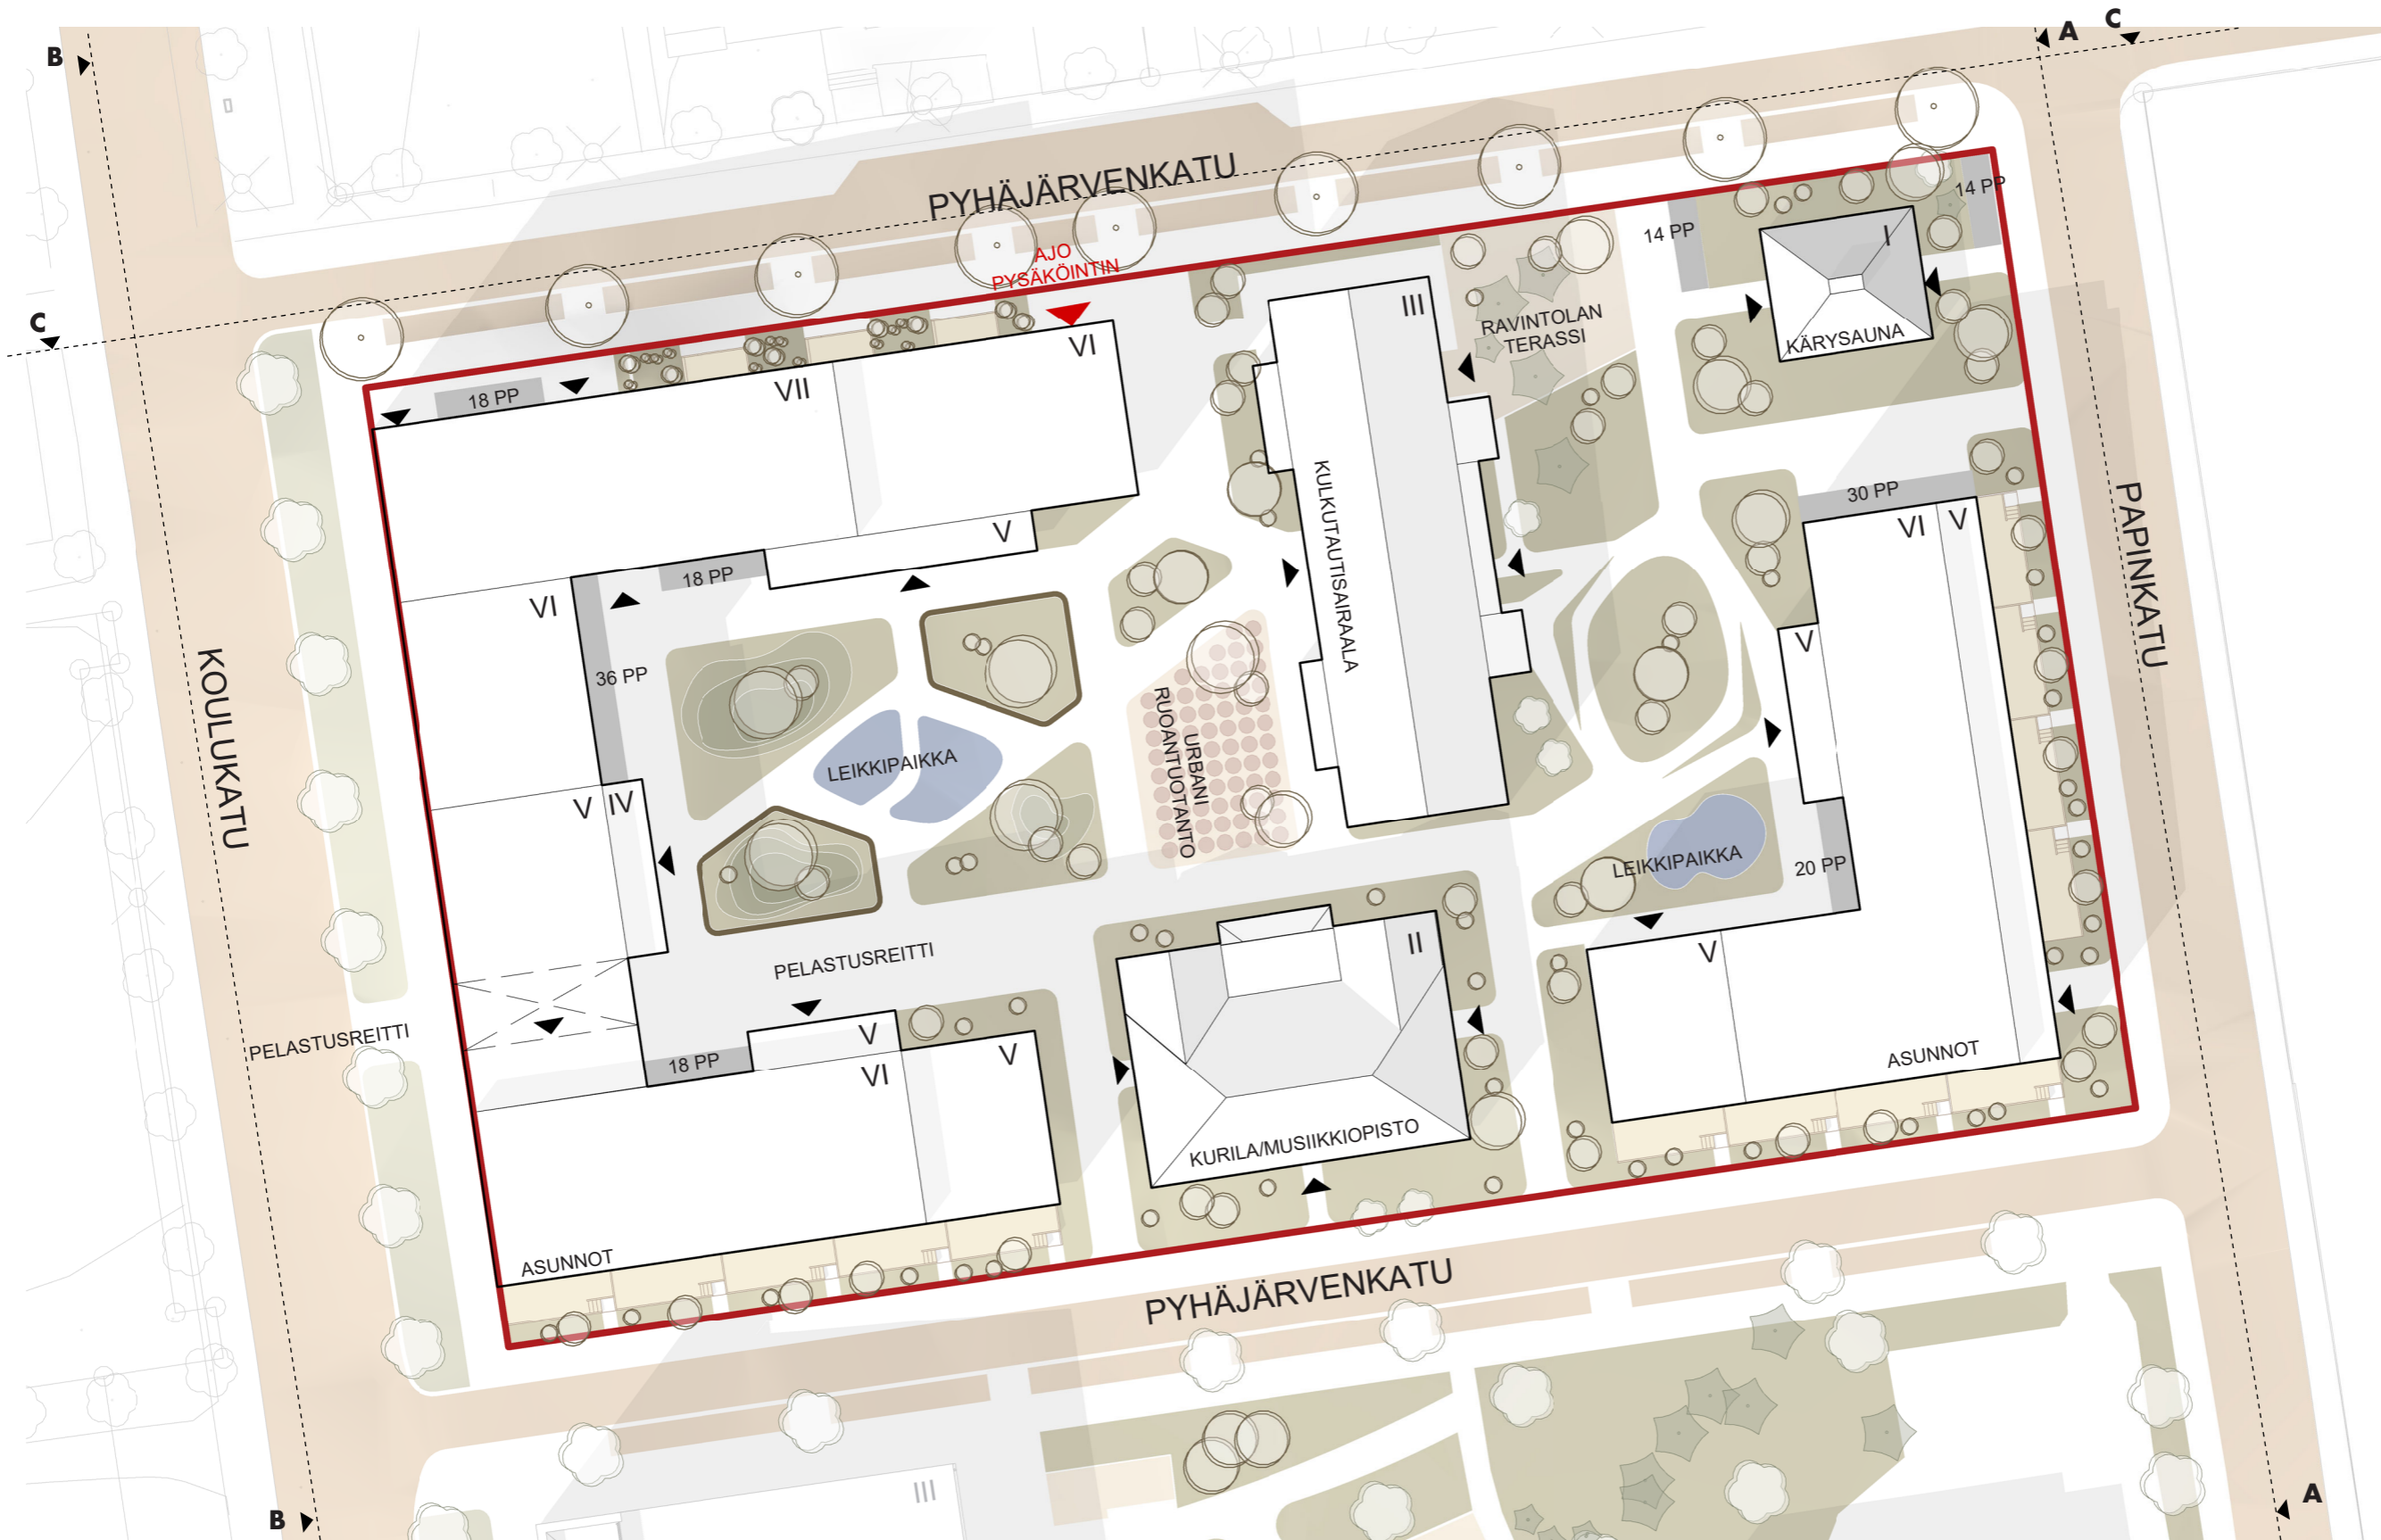 B
A
C
PYHÄJÄRVENKATU
14 PP
14 PP
I
AJO
PYSÄKÖINTIN
III
RAVINTOLAN
TERASSI
KÄRYSAUNA
C
18 PP
VII
VI
V
30 PP
VI
V
PAPINKATU
KULKUTAUTISAIRAALA
VI
18 PP
36 PP
V
KOULUKATU
LEIKKIPAIKKA
URBANI
RUOANTUOTANTO
V
IV
LEIKKIPAIKKA
20 PP
PELASTUSREITTI
II
V
PELASTUSREITTI
18 PP
V
V
VI
ASUNNOT
KURILA/MUSIIKKIOPISTO
ASUNNOT
PYHÄJÄRVENKATU
III
B
A